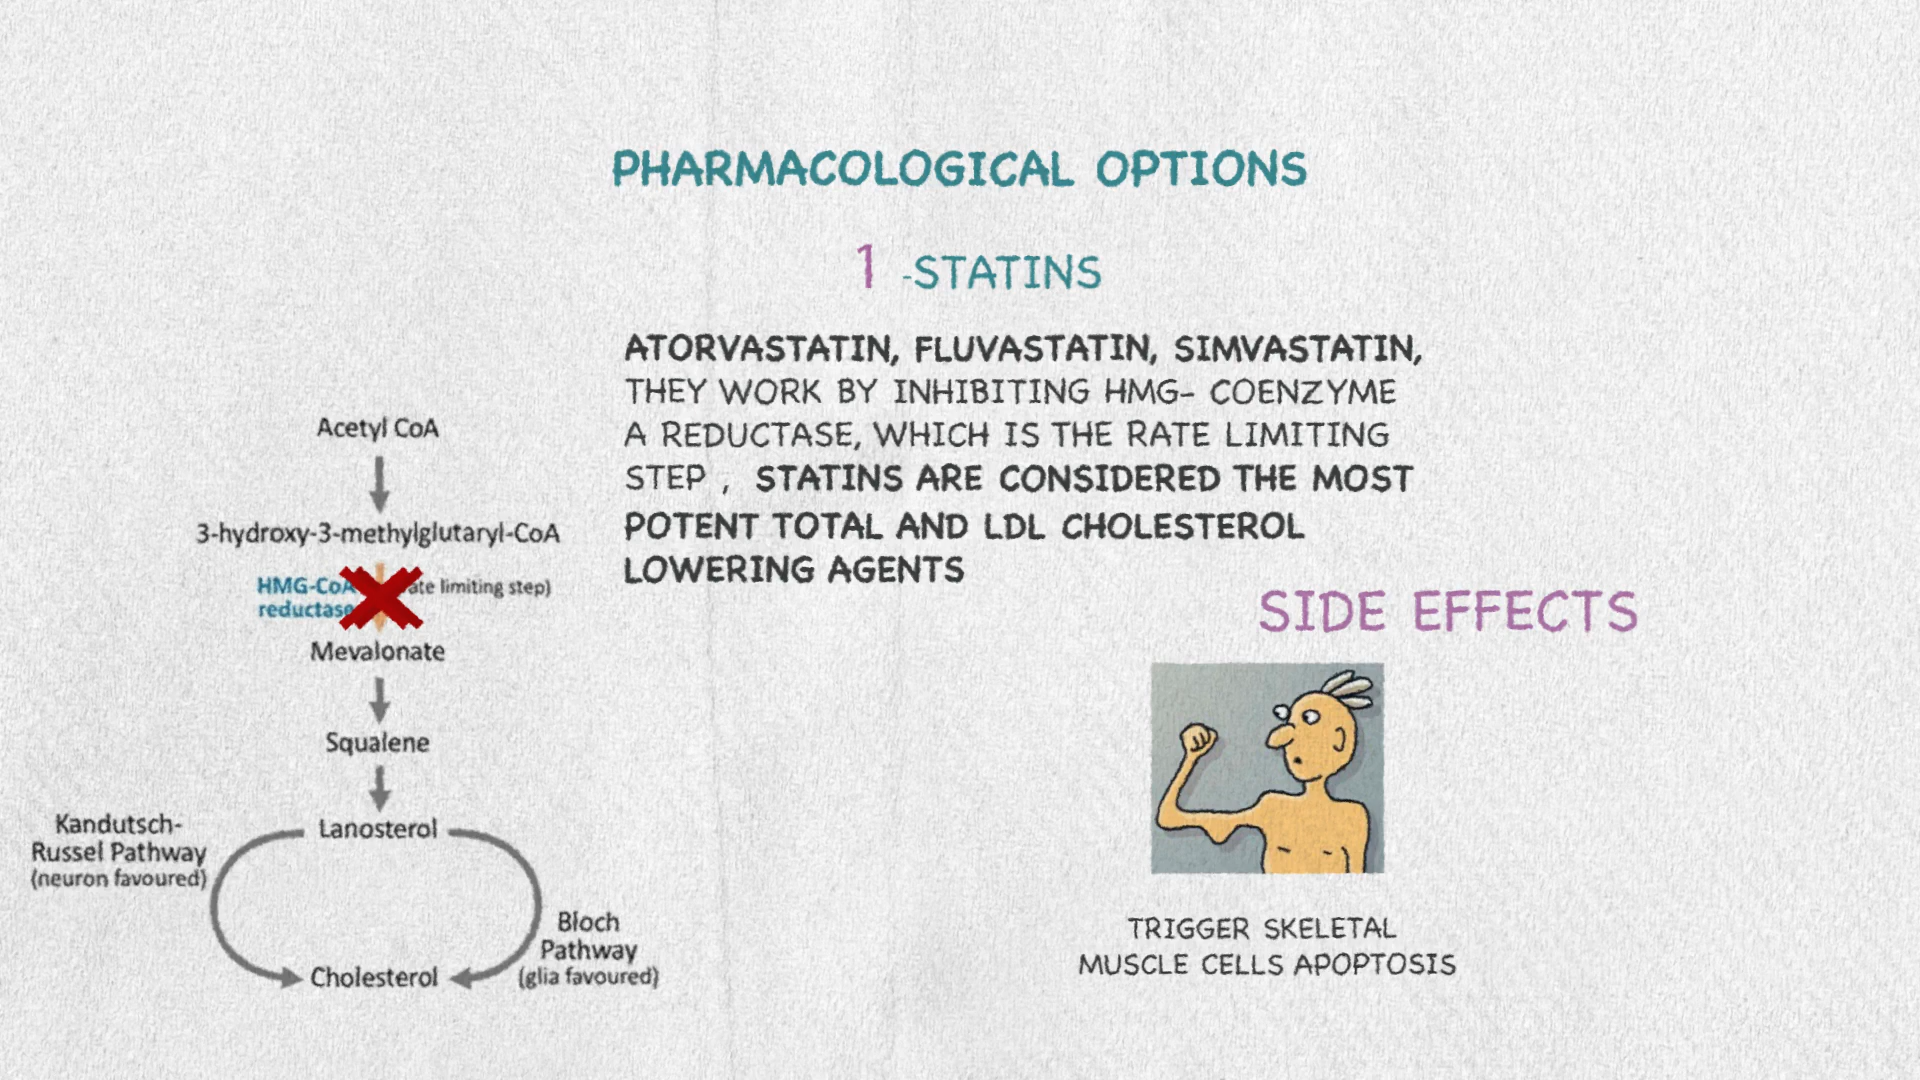 PHARMACOLOGICAL OPTIONS
1 -STATINS
ATORVASTATIN, FLUVASTATIN, SIMVASTATIN,
THEY WORK BY INHIBITING HMG- COENZYME
A REDUCTASE, WHICH IS THE RATE LIMITING
STEP , STATINS ARE CONSIDERED THE MOST
POTENT TOTAL AND LDL CHOLESTEROL
LOWERING AGENTS
Acetyl CoA
3-hydroxy-3-methylglutaryl-CoA
HMG-CoA limiting step)
reductase
Mevalonate
Squalene
Lanosterol
Kandutsch-
Russel Pathway
(neuron favoured)
Bloch
Pathway
(glia favoured)
Cholesterol
SIDE EFFECTS
TRIGGER SKELETAL
MUSCLE CELLS APOPTOSIS